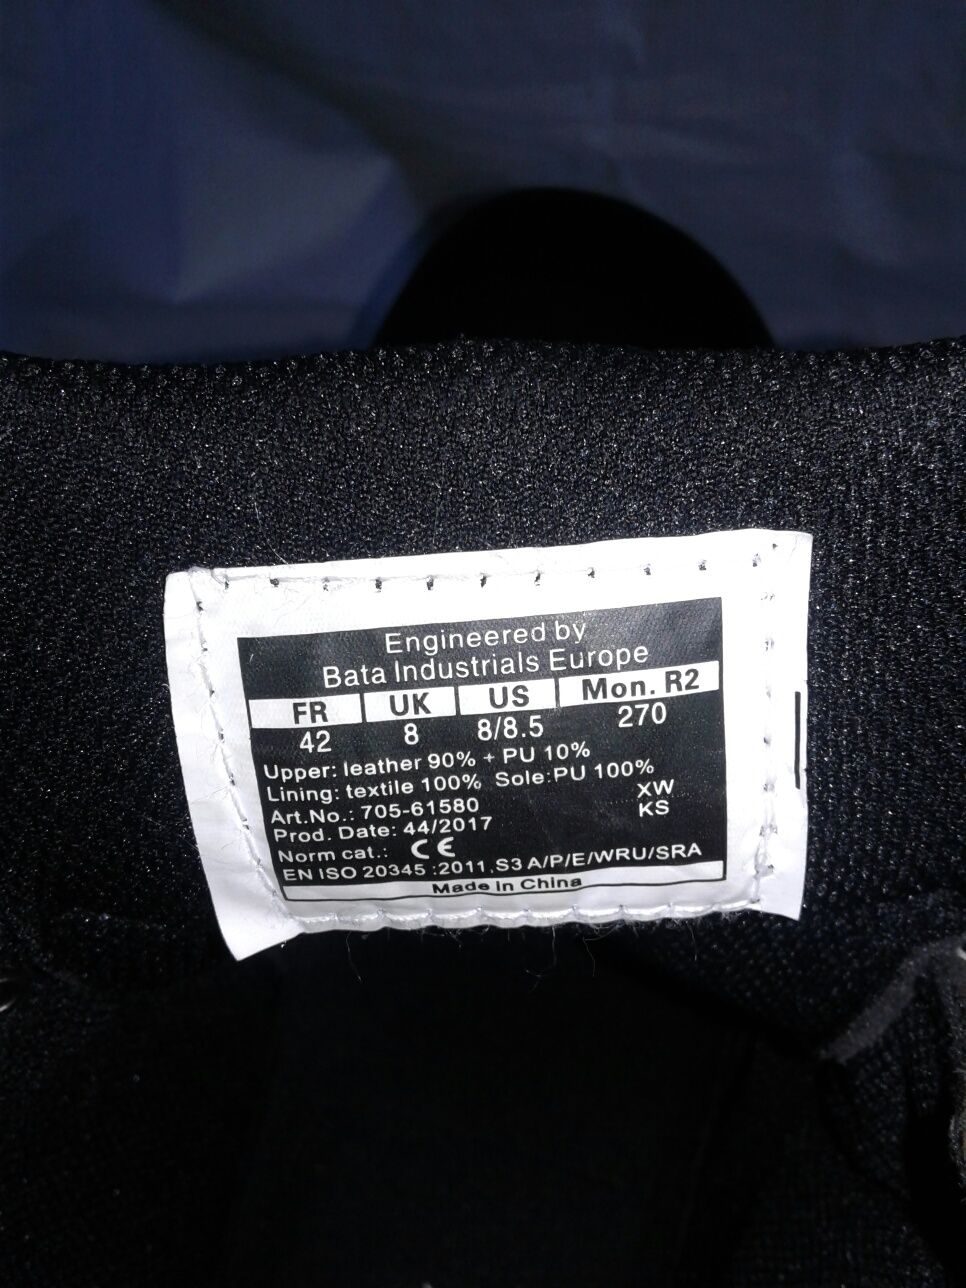 Engineered by
Bata Industrials Europe
FR UK US Mon. R2
42 8 8/8.5 270
Upper: leather 90% + PU 10%
Lining: textile 100% Sole:PU 100%
Art.No.: 705-61580 XW
Prod. Date: 44/2017 KS
Norm cat.: CE
EN ISO 20345 :2011,S3 A/P/E/WRU/SRA
Made in China